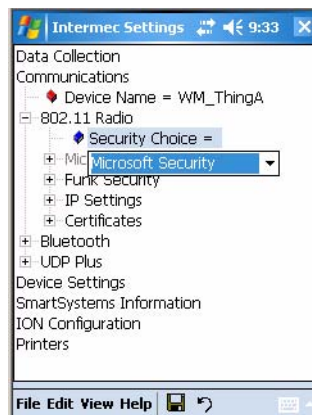 Intermec Settings 9:33
Data Collection
Communications
Device Name = WM_ThingA
802.11 Radio
Security Choice =
Microsoft Security
Funk Security
IP Settings
Certificates
Bluetooth
UDP Plus
Device Settings
SmartSystems Information
ION Configuration
Printers
File Edit View Help